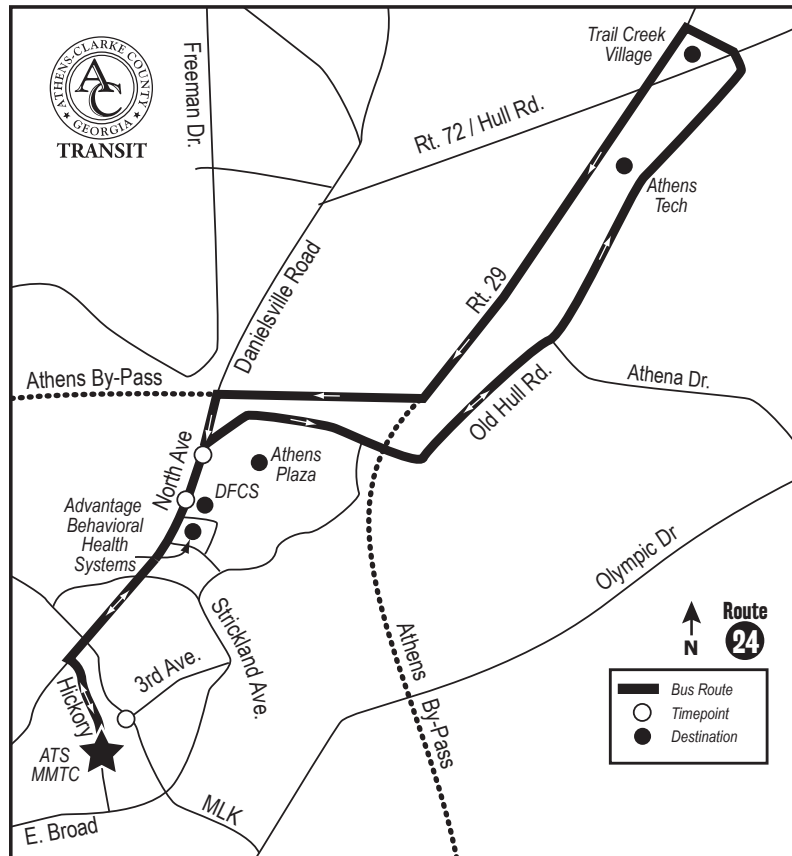 ATHENS-CLARKE COUNTY
AC
★ GEORGIA ★
TRANSIT
Freeman Dr.
Trail Creek
Village
Rt. 72 / Hull Rd.
Athens
Tech
Danielsville Road
Rt. 29
Athens By-Pass
Athena Dr.
Old Hull Rd.
North Ave
Athens
Plaza
DFCS
Advantage
Behavioral
Health
Systems
Olympic Dr
Strickland Ave.
3rd Ave.
Athens
By-Pass
Hickory
ATS
MMTC
MLK
E. Broad
N
Route
24
Bus Route
Timepoint
Destination